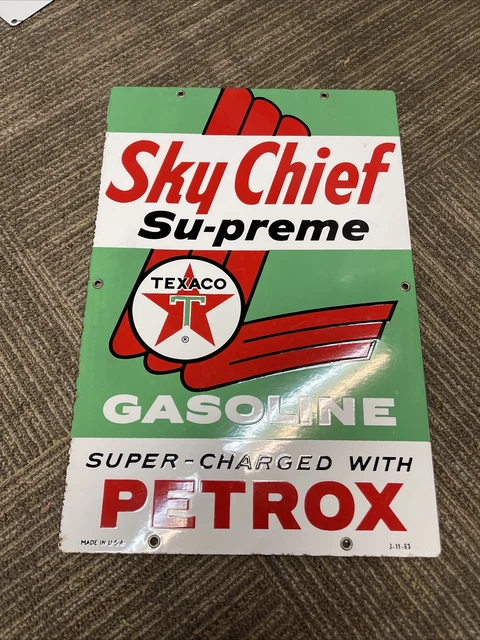 Sky Chief
Su-preme
TEXACO
T
®
GASOLINE
SUPER-CHARGED WITH
PETROX
MADE IN U.S.A. 3-11-63